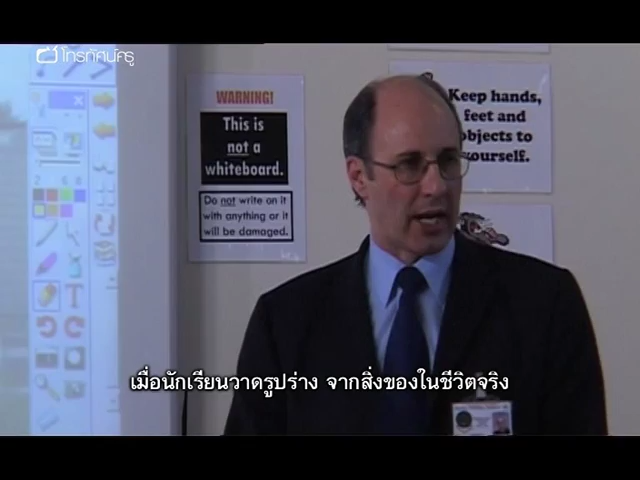 โทรทัศน์ครู
WARNING!
This is
not a
whiteboard.
Do not write on it
with anything or it
will be damaged.
Keep hands,
feet and
objects to
yourself.
T
เมื่อนักเรียนวาดรูปร่าง จากสิ่งของในชีวิตจริง